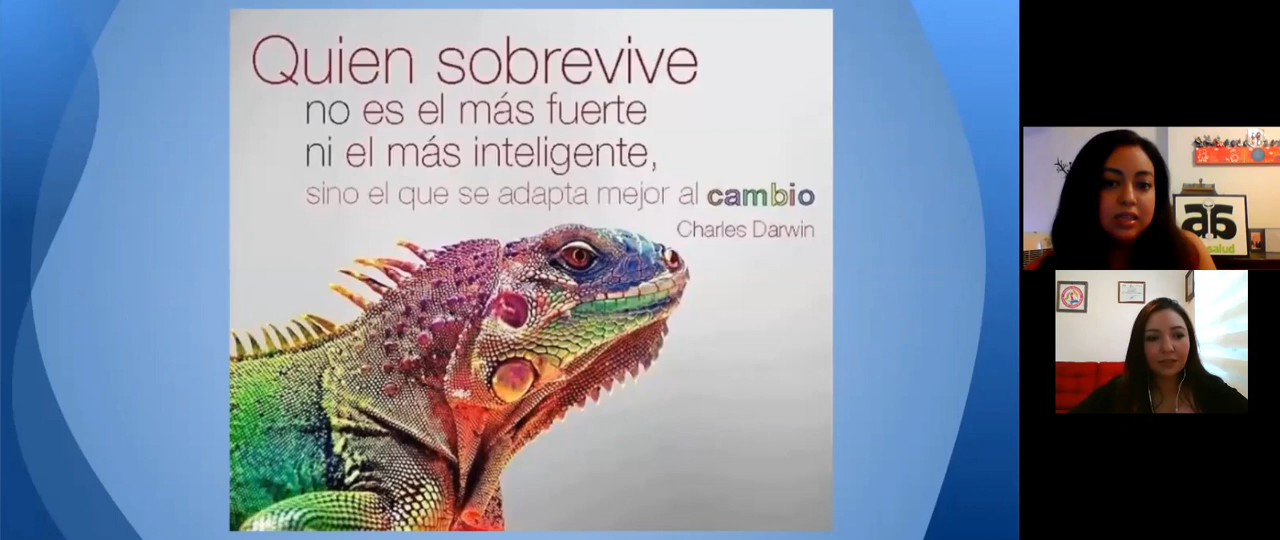 Quien sobrevive
no es el más fuerte
ni el más inteligente,
sino el que se adapta mejor al cambio
Charles Darwin
salud